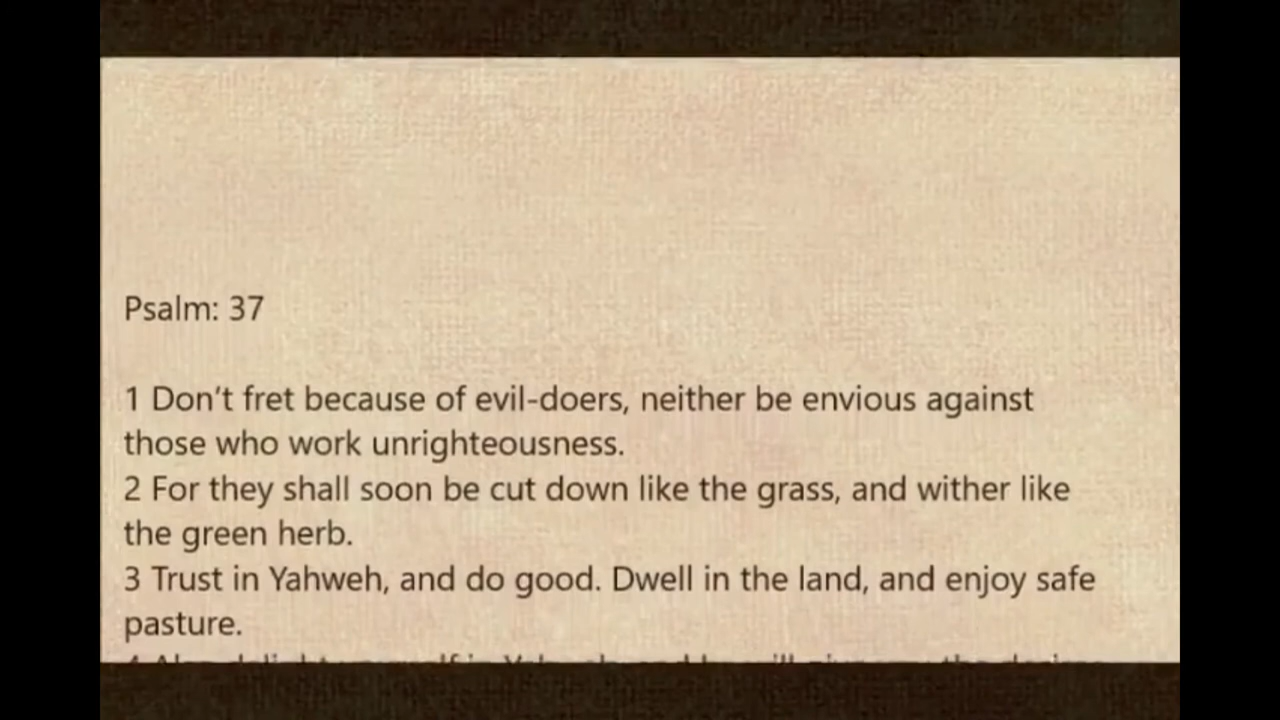 Psalm: 37
1 Don't fret because of evil-doers, neither be envious against
those who work unrighteousness.
2 For they shall soon be cut down like the grass, and wither like
the green herb.
3 Trust in Yahweh, and do good. Dwell in the land, and enjoy safe
pasture.